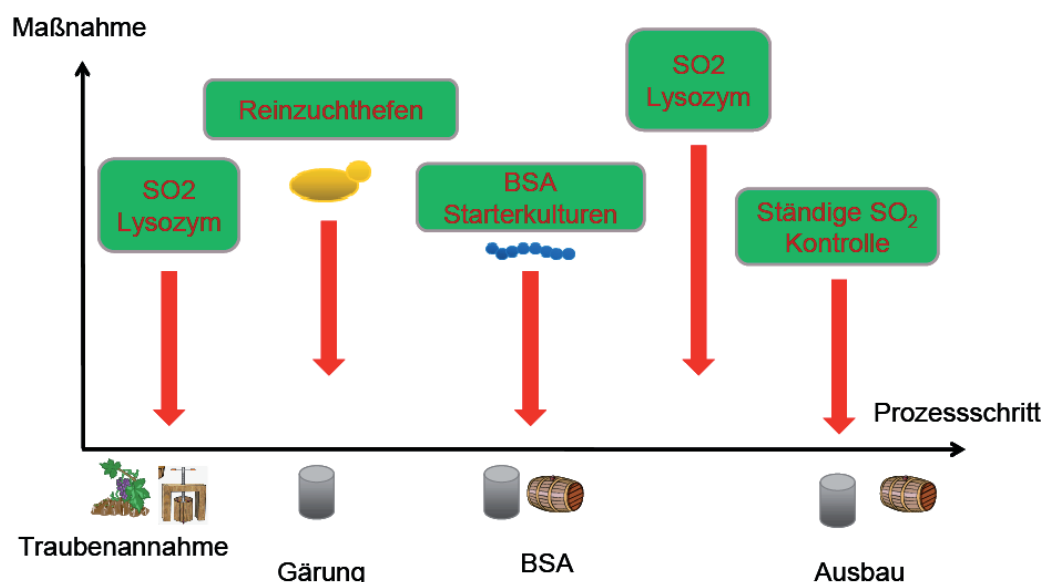 Maßnahme
SO2
Lysozym
Reinzuchthefen
BSA
Starterkulturen
SO2
Lysozym
Ständige SO₂
Kontrolle
Prozessschritt
Traubenannahme
Gärung
BSA
Ausbau